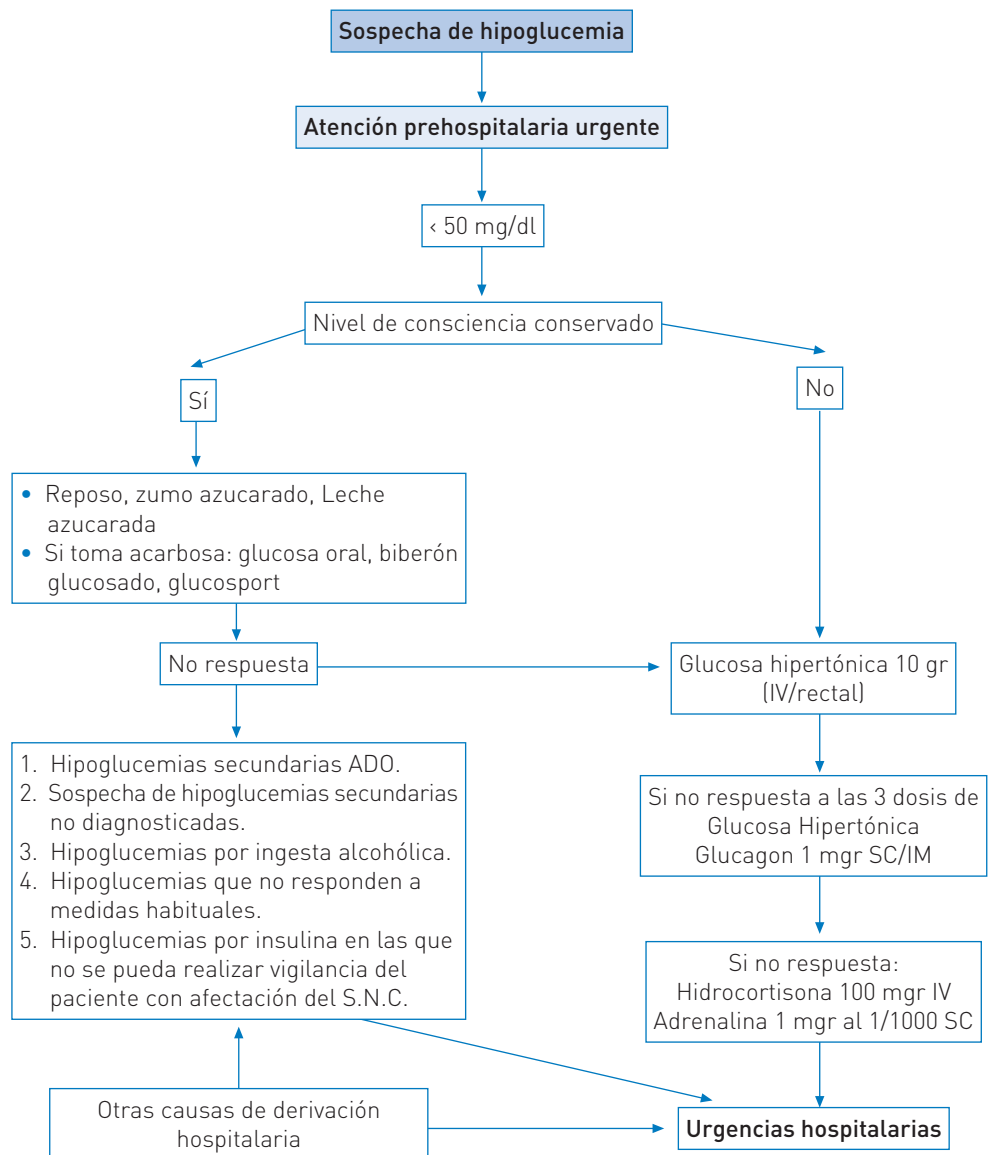 Sospecha de hipoglucemia
Atención prehospitalaria urgente
< 50 mg/dl
Nivel de consciencia conservado
Sí
No
• Reposo, zumo azucarado, Leche
azucarada
• Si toma acarbosa: glucosa oral, biberón
glucosado, glucosport
No respuesta
Glucosa hipertónica 10 gr
(IV/rectal)
1. Hipoglucemias secundarias ADO.
2. Sospecha de hipoglucemias secundarias
no diagnosticadas.
3. Hipoglucemias por ingesta alcohólica.
4. Hipoglucemias que no responden a
medidas habituales.
5. Hipoglucemias por insulina en las que
no se pueda realizar vigilancia del
paciente con afectación del S.N.C.
Si no respuesta a las 3 dosis de
Glucosa Hipertónica
Glucagon 1 mgr SC/IM
Si no respuesta:
Hidrocortisona 100 mgr IV
Adrenalina 1 mgr al 1/1000 SC
Otras causas de derivación
hospitalaria
Urgencias hospitalarias